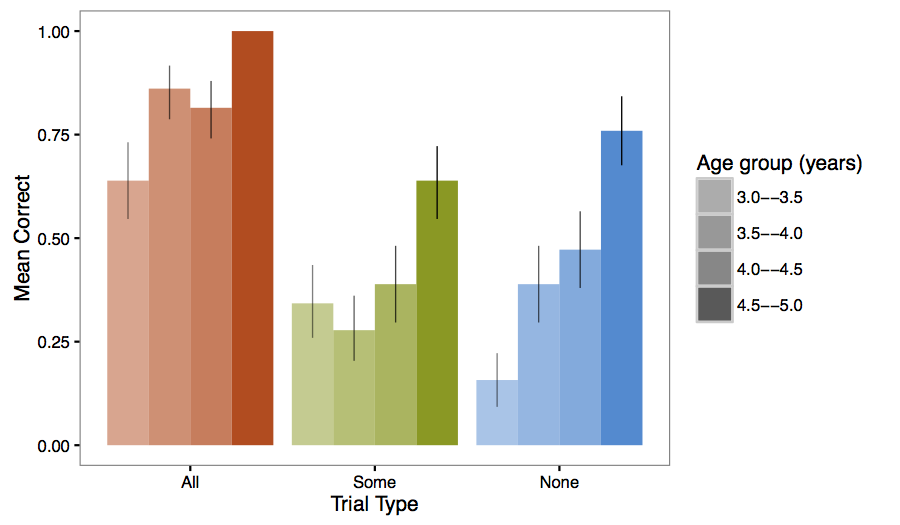 1.00
0.75
0.50
0.25
0.00
Mean Correct
All Some None
Trial Type
Age group (years)
3.0−−3.5
3.5−−4.0
4.0−−4.5
4.5−−5.0